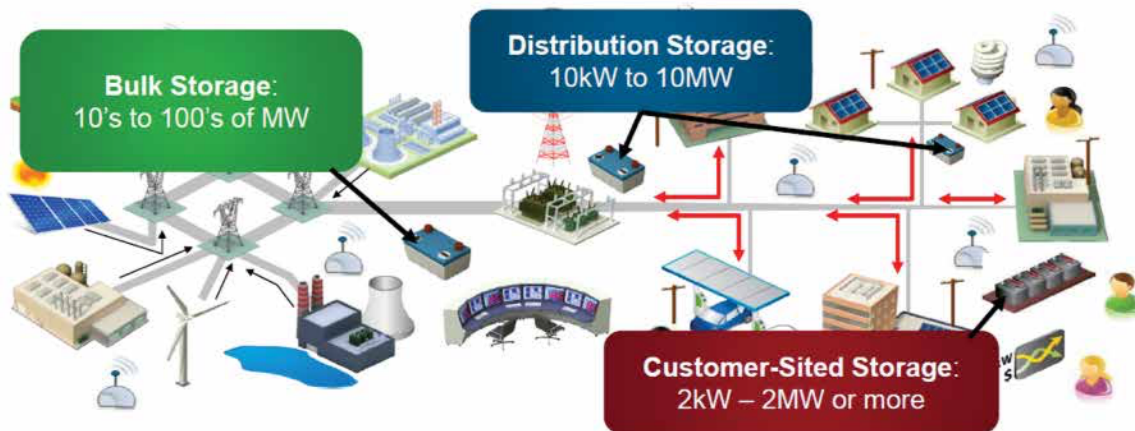 Bulk Storage:
10's to 100's of MW
Distribution Storage:
10kW to 10MW
Customer-Sited Storage:
2kW – 2MW or more
W
$